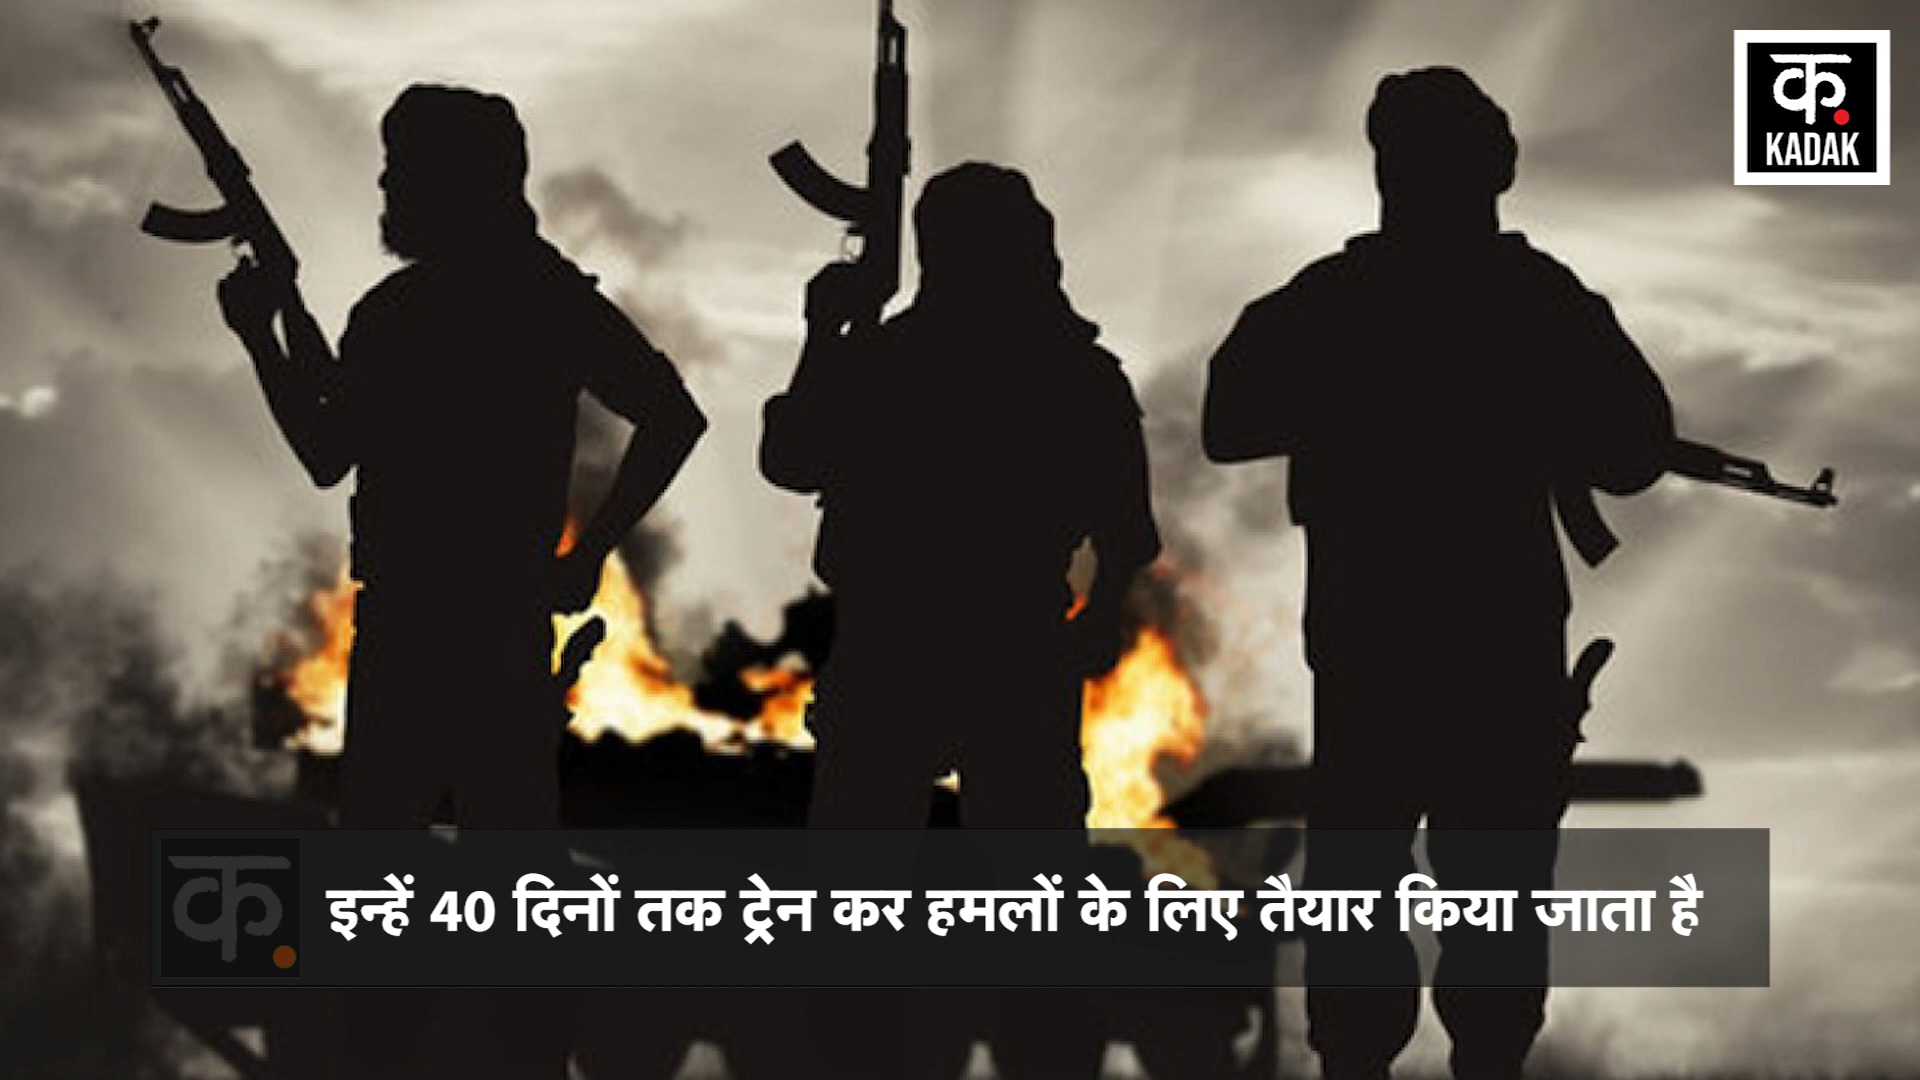 क.
KADAK
क.
इन्हें 40 दिनों तक ट्रेन कर हमलों के लिए तैयार किया जाता है